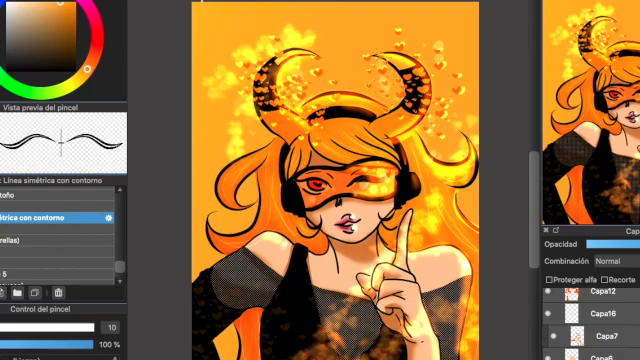 Vista previa del pincel
: Línea simétrica con contorno
toño
étrica con contorno
rellas)
5
Control del pincel
10
100 %
Cap
Opacidad
Combinación
Normal
Proteger alfa
Recorte
Capa12
Capa16
Capa7
Capa6